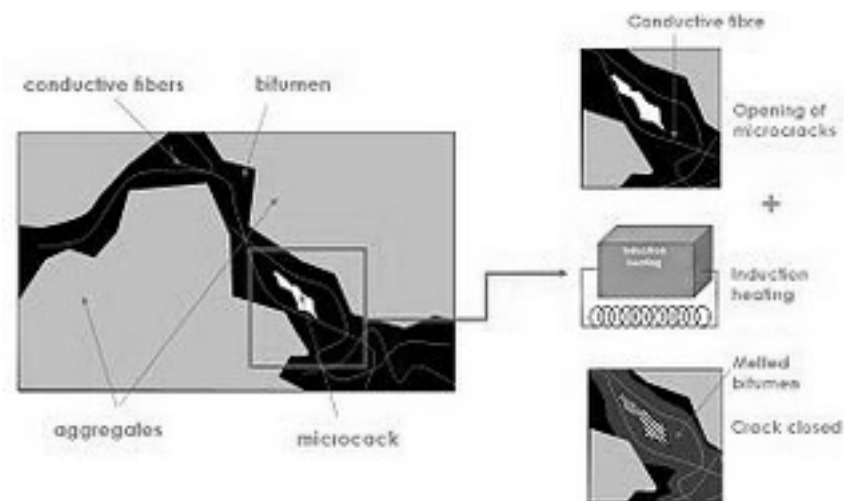 Conductive fibre
conductive fibers
bitumen
Opening of
microcracks
+
Induction
heating
Induction
heating
aggregates
microcack
Melted
bitumen
Crack closed